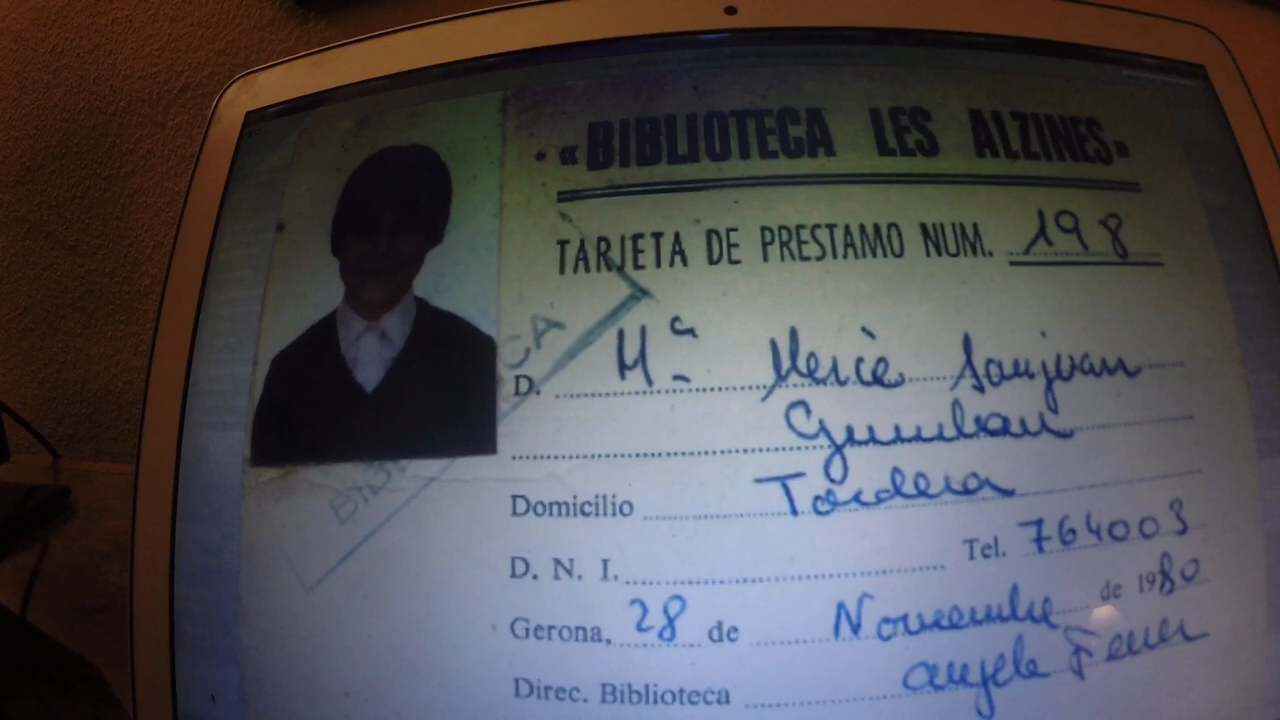 «BIBLIOTECA LES ALZINES»
TARJETA DE PRESTAMO NUM. 198
D. Mª Mercè Sanjuan
Domicilio Tordera
D. N. I. Tel. 764003
Gerona, 28 de Novembre de 1980
Direc. Biblioteca Angela Ferrer